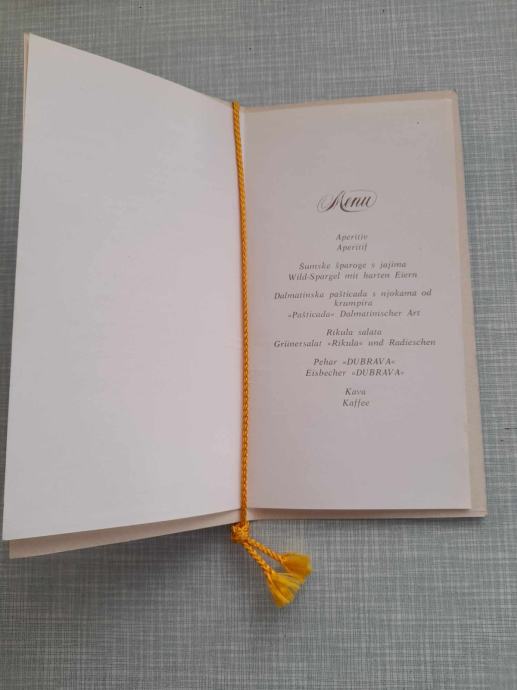 Menu
Aperitiv
Aperitif
Šumske šparoge s jajima
Wild-Spargel mit harten Eiern
Dalmatinska pašticada s njokama od
krumpira
»Pašticada« Dalmatinischer Art
Rikula salata
Grünersalat »Rikula« und Radieschen
Pehar »DUBRAVA«
Eisbecher »DUBRAVA«
Kava
Kaffee